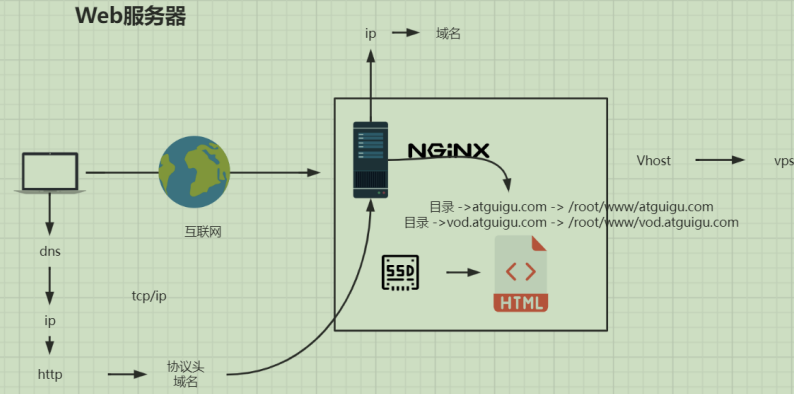 Web服务器
ip
域名
NGiNX
Vhost
vps
目录 ->atguigu.com -> /root/www/atguigu.com
目录 ->vod.atguigu.com -> /root/www/vod.atguigu.com
互联网
dns
SSD
HTML
tcp/ip
ip
http
协议头
域名